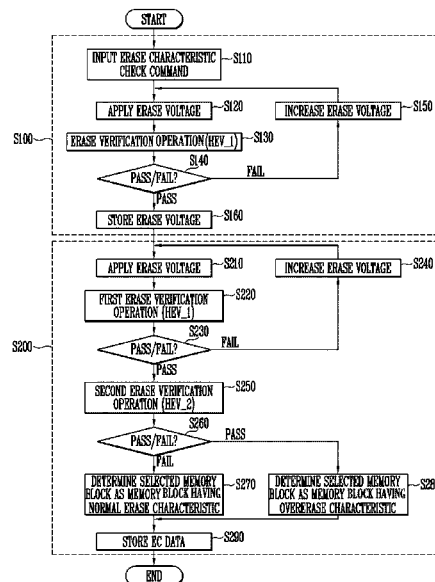 START
INPUT ERASE CHARACTERISTIC
CHECK COMMAND
S110
APPLY ERASE VOLTAGE
S120
INCREASE ERASE VOLTAGE
S150
S100
ERASE VERIFICATION OPERATION(HEV_1)
S130
S140
PASS/FAIL?
FAIL
PASS
STORE ERASE VOLTAGE
S160
APPLY ERASE VOLTAGE
S210
INCREASE ERASE VOLTAGE
S240
FIRST ERASE VERIFICATION
OPERATION (HEV_1)
S220
S230
PASS/FAIL?
FAIL
S200
PASS
SECOND ERASE VERIFICATION
OPERATION (HEV_2)
S250
S260
PASS/FAIL?
PASS
FAIL
DETERMINE SELECTED MEMORY
BLOCK AS MEMORY BLOCK HAVING
NORMAL ERASE CHARACTERISTIC
S270
DETERMINE SELECTED MEMORY
BLOCK AS MEMORY BLOCK HAVING
OVERERASE CHARACTERISTIC
STORE EC DATA
S290
END